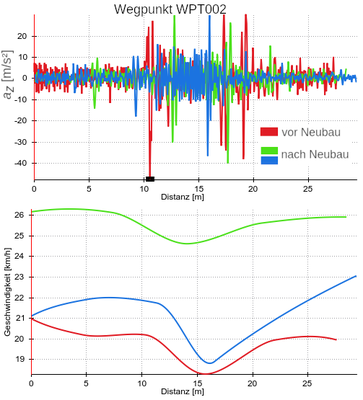 Wegpunkt WPT002
a_z [m/s²]
20
10
0
-10
-20
-30
-40
vor Neubau
nach Neubau
0 5 10 15 20 25
Distanz [m]
Geschwindigkeit [km/h]
26
25
24
23
22
21
20
19
0 5 10 15 20 25
Distanz [m]